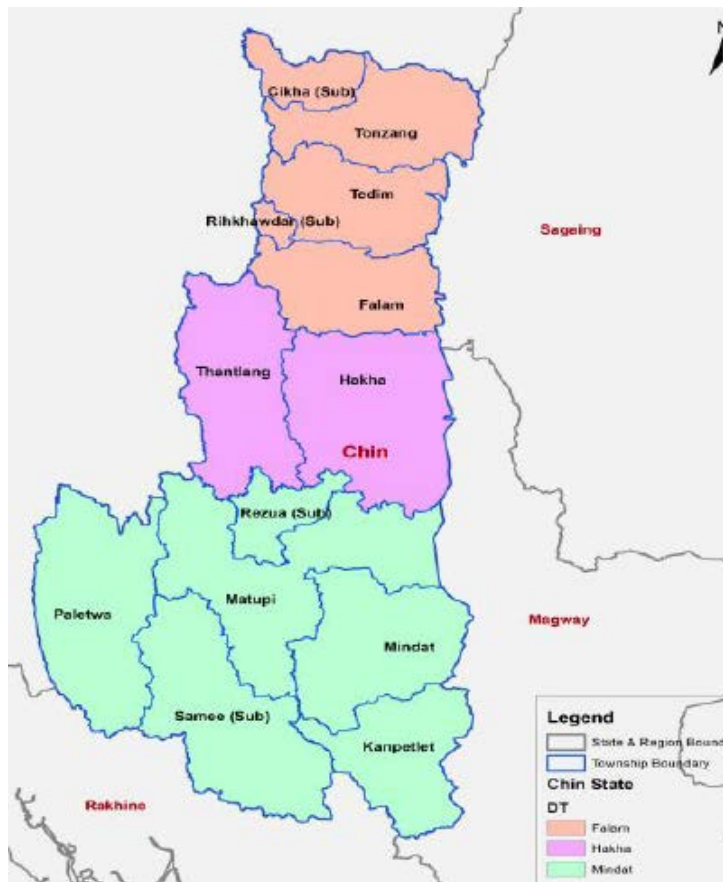 N
Cikha (Sub)
Tonzang
Tedim
Rihkhawdar (Sub)
Sageing
Falam
Thantlang
Hakha
Chin
Rezua (Sub)
Matupi
Paletwa
Magway
Mindat
Samee (Sub)
Kanpetlet
Rakhine
Legend
State & Region Bound
Township Boundary
Chin State
DT
Falam
Hakha
Mindat